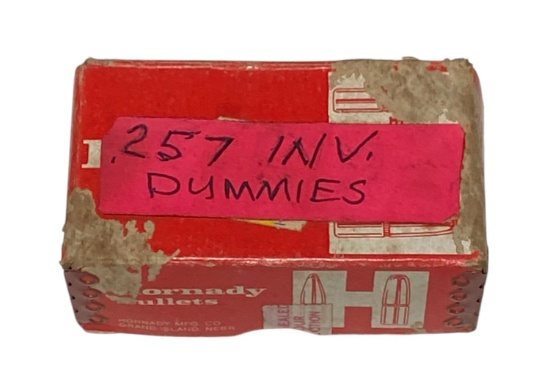 .257 INV.
DUMMIES
Hornady
Bullets
HORNADY MFG. CO
GRAND ISLAND, NEBR
H